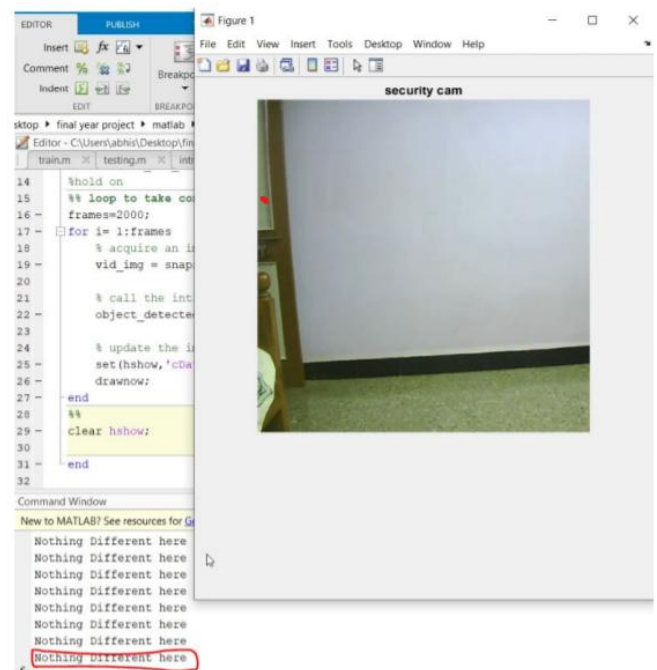 EDITOR
PUBLISH
Insert fx
Comment %
Indent
Breakpo
EDIT
BREAKPO
sktop ▸ final year project ▸ matlab ▸
Editor - C:\Users\abhis\Desktop\fin
train.m
testing.m
intr
14 %hold on
15 %% loop to take co
16 - frames=2000;
17 - for i= 1:frames
18 % acquire an i
19 - vid_img = snap
20
21 % call the int
22 - object_detecte
23
24 % update the i
25 - set(hshow,'cDa
26 - drawnow;
27 - end
28 %%
29 - clear hshow;
30
31 - end
32
Command Window
New to MATLAB? See resources for Ge
Nothing Different here
Nothing Different here
Nothing Different here
Nothing Different here
Nothing Different here
Nothing Different here
Nothing Different here
Nothing Different here
Figure 1
File Edit View Insert Tools Desktop Window Help
security cam